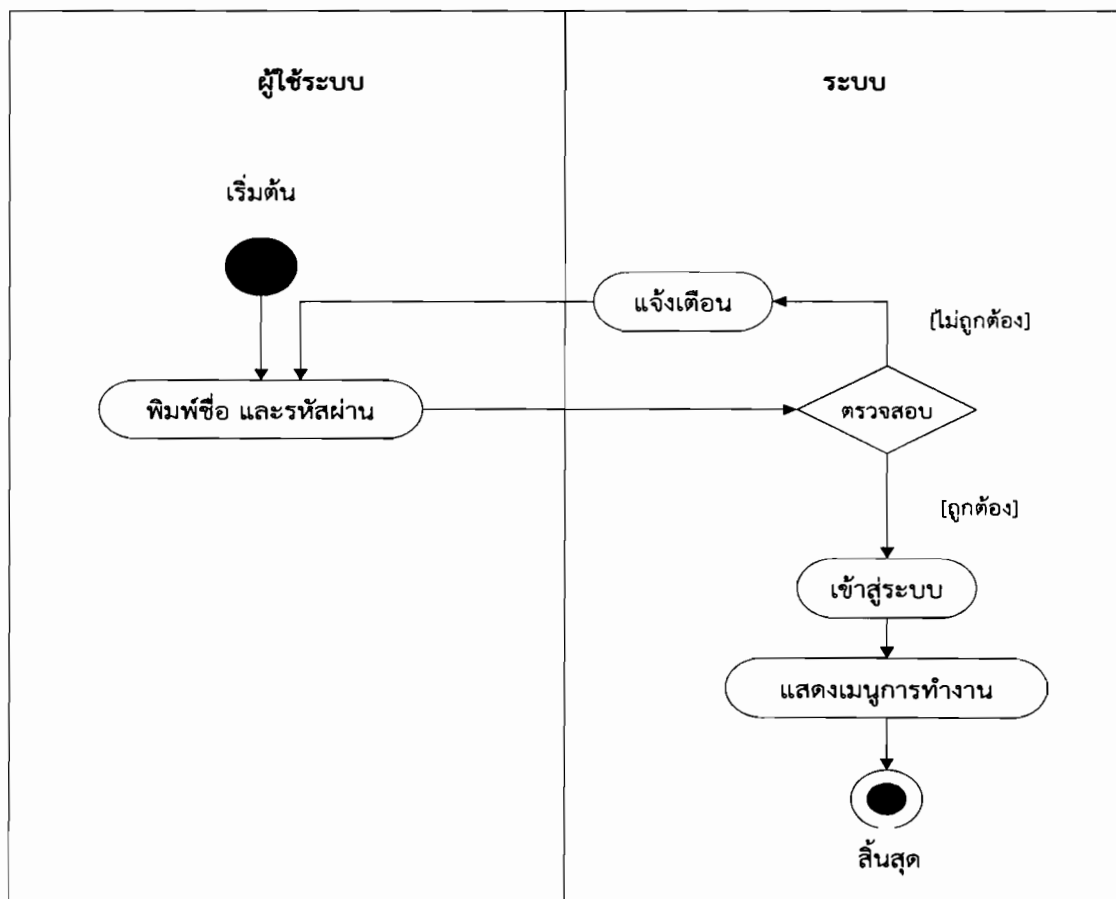 ผู้ใช้ระบบ
ระบบ
เริ่มต้น
แจ้งเตือน
[ไม่ถูกต้อง]
พิมพ์ชื่อ และรหัสผ่าน
ตรวจสอบ
[ถูกต้อง]
เข้าสู่ระบบ
แสดงเมนูการทำงาน
สิ้นสุด